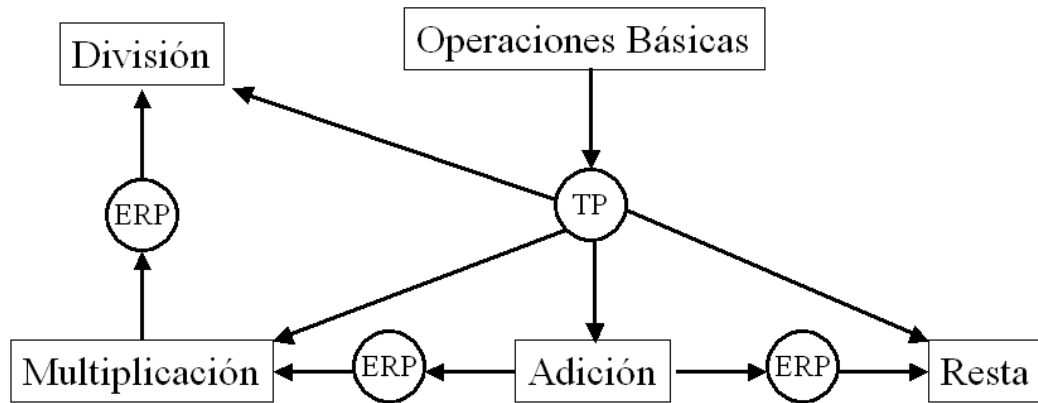 Operaciones Básicas
División
TP
ERP
Multiplicación
ERP
Adición
ERP
Resta